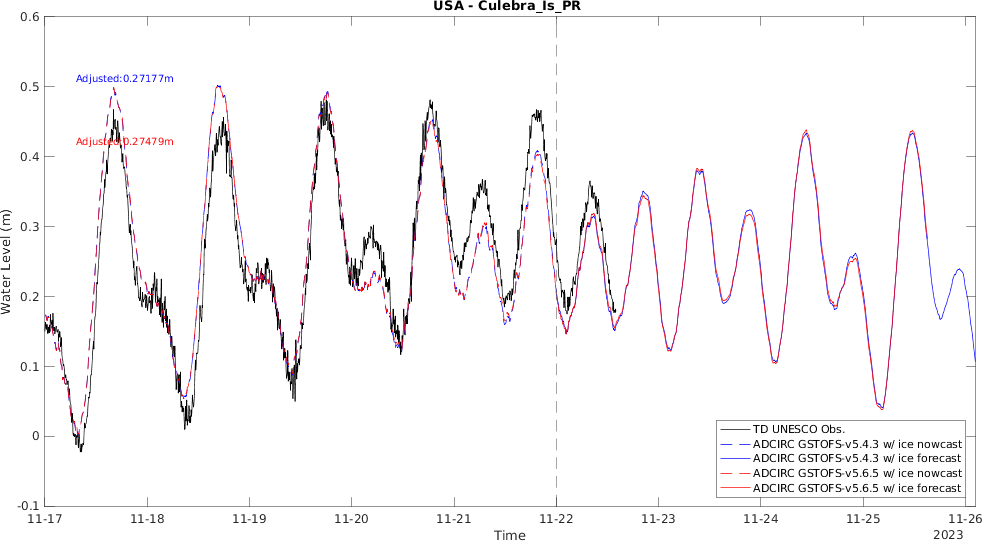 USA - Culebra_Is_PR
0.6
0.5
0.4
0.3
0.2
0.1
0
-0.1
Water Level (m)
Adjusted:0.27177m
Adjusted:0.27479m
TD UNESCO Obs.
ADCIRC GSTOFS-v5.4.3 w/ ice nowcast
ADCIRC GSTOFS-v5.4.3 w/ ice forecast
ADCIRC GSTOFS-v5.6.5 w/ ice nowcast
ADCIRC GSTOFS-v5.6.5 w/ ice forecast
11-17 11-18 11-19 11-20 11-21 11-22 11-23 11-24 11-25 11-26
Time
2023